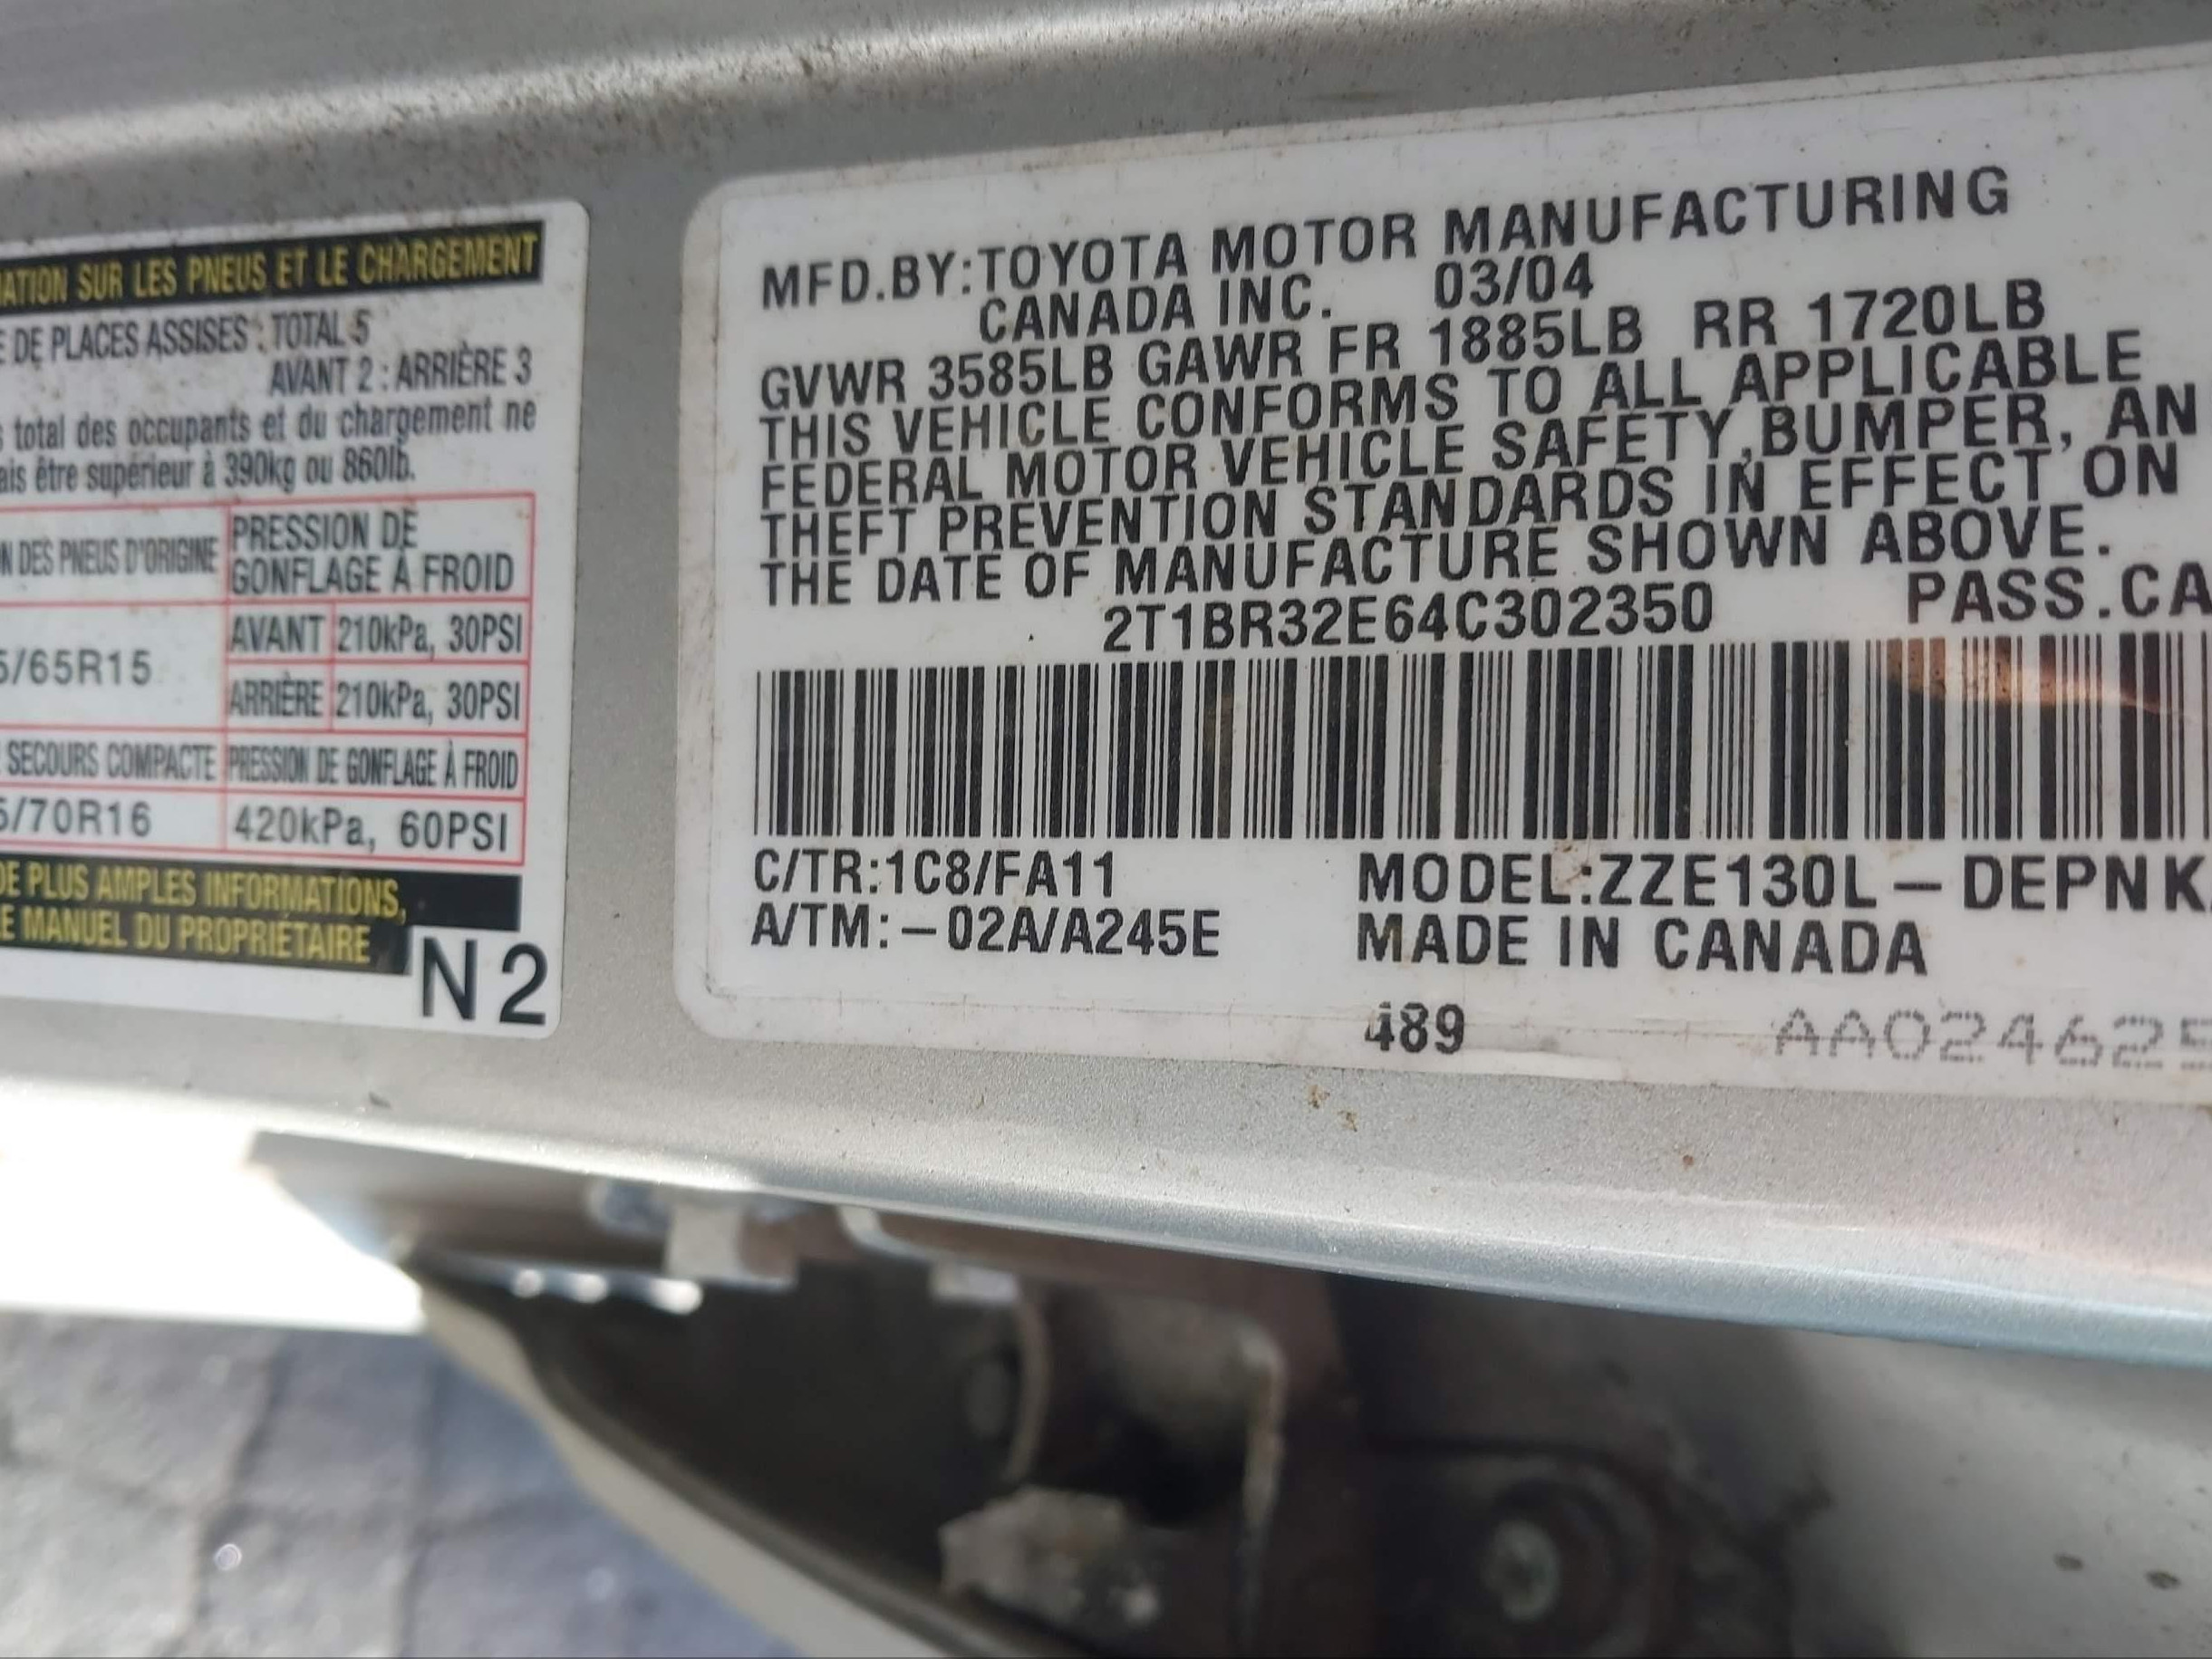 ATION SUR LES PNEUS ET LE CHARGEMENT
E DE PLACES ASSISES : TOTAL 5
AVANT 2 : ARRIÈRE 3
s total des occupants et du chargement ne
ais être supérieur à 390kg ou 860lb.
N DES PNEUS D'ORIGINE
PRESSION DE
GONFLAGE À FROID
5/65R15
AVANT 210kPa, 30PSI
ARRIÈRE 210kPa, 30PSI
SECOURS COMPACTE PRESSION DE GONFLAGE À FROID
5/70R16 420kPa, 60PSI
DE PLUS AMPLES INFORMATIONS,
E MANUEL DU PROPRIÉTAIRE
N2
MFD.BY:TOYOTA MOTOR MANUFACTURING
CANADA INC. 03/04
GVWR 3585LB GAWR FR 1885LB RR 1720LB
THIS VEHICLE CONFORMS TO ALL APPLICABLE
FEDERAL MOTOR VEHICLE SAFETY,BUMPER, AN
THEFT PREVENTION STANDARDS IN EFFECT ON
THE DATE OF MANUFACTURE SHOWN ABOVE.
2T1BR32E64C302350 PASS.CA
C/TR:1C8/FA11 MODEL:ZZE130L–DEPNK
A/TM:–02A/A245E MADE IN CANADA
489 AA024625